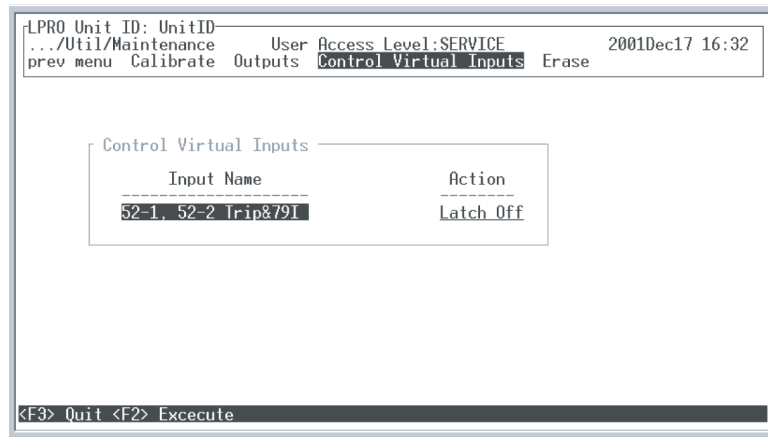 LPRO Unit ID: UnitID
.../Util/Maintenance User Access Level:SERVICE 2001Dec17 16:32
prev menu Calibrate Outputs Control Virtual Inputs Erase
Control Virtual Inputs
Input Name Action
52-1, 52-2 Trip&79I Latch Off
<F3> Quit <F2> Excecute